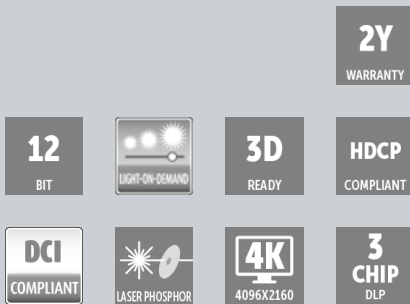 2Y
WARRANTY
12
BIT
LIGHT-ON-DEMAND
3D
READY
HDCP
COMPLIANT
DCI
COMPLIANT
LASER PHOSPHOR
4K
4096X2160
3
CHIP
DLP